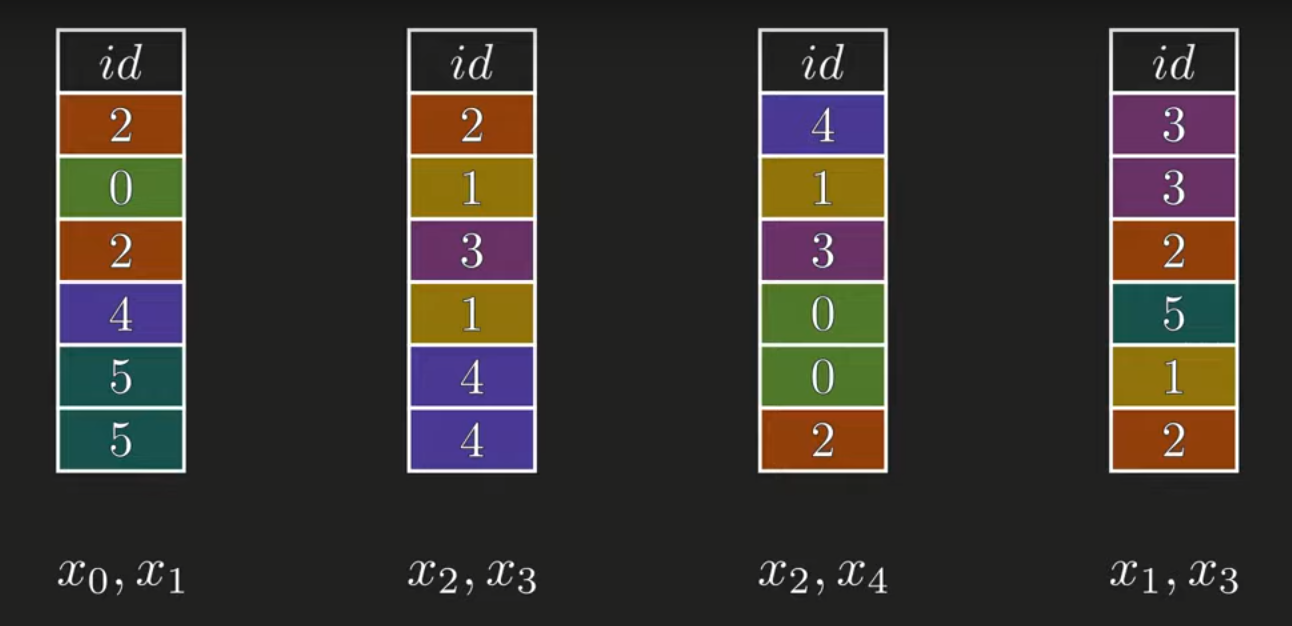 id id id id
2 2 4 3
0 1 1 3
2 3 3 2
4 1 0 5
5 4 0 1
5 4 2 2
x₀, x₁ x₂, x₃ x₂, x₄ x₁, x₃